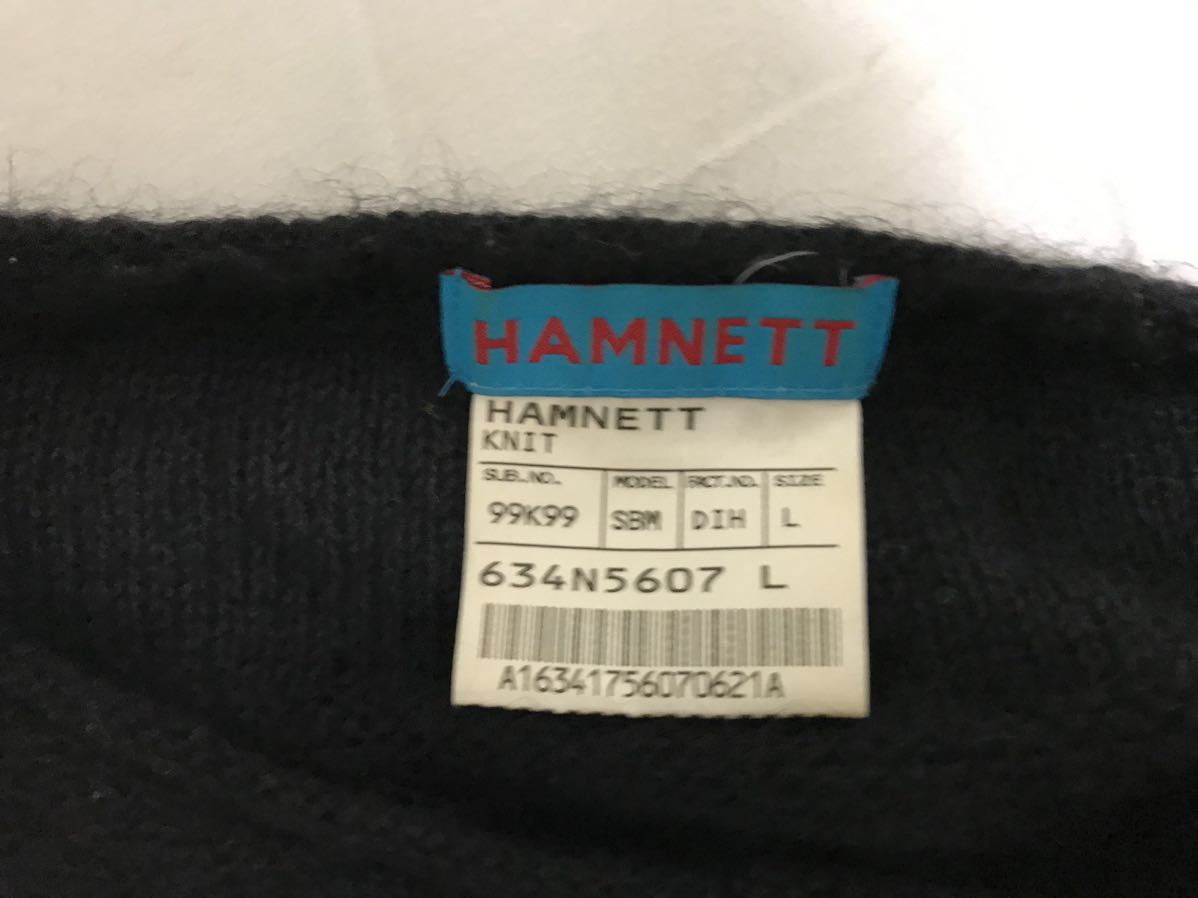 HAMNETT
HAMNETT
KNIT
SUB.NO. MODEL FACT.NO. SIZE
99K99 SBM DIH L
634N5607 L
A16341756070621A